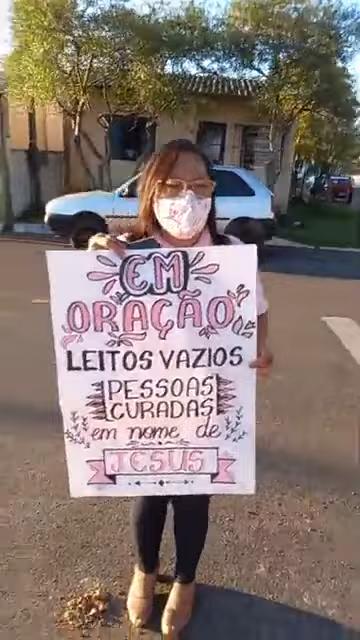 EM
ORAÇÃO
LEITOS VAZIOS
PESSOAS
CURADAS
em nome de
JESUS